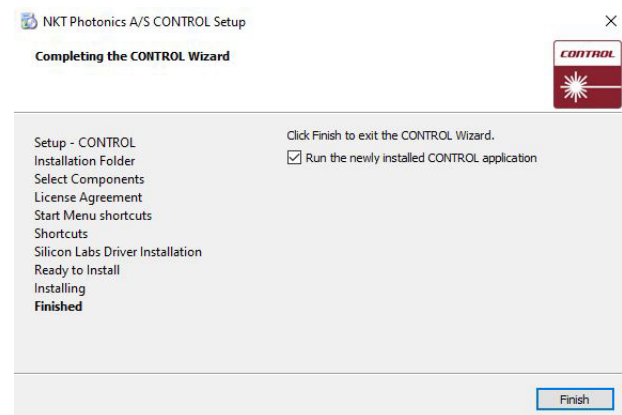 NKT Photonics A/S CONTROL Setup
Completing the CONTROL Wizard
CONTROL
Setup - CONTROL
Installation Folder
Select Components
License Agreement
Start Menu shortcuts
Shortcuts
Silicon Labs Driver Installation
Ready to Install
Installing
Finished
Click Finish to exit the CONTROL Wizard.
Run the newly installed CONTROL application
Finish